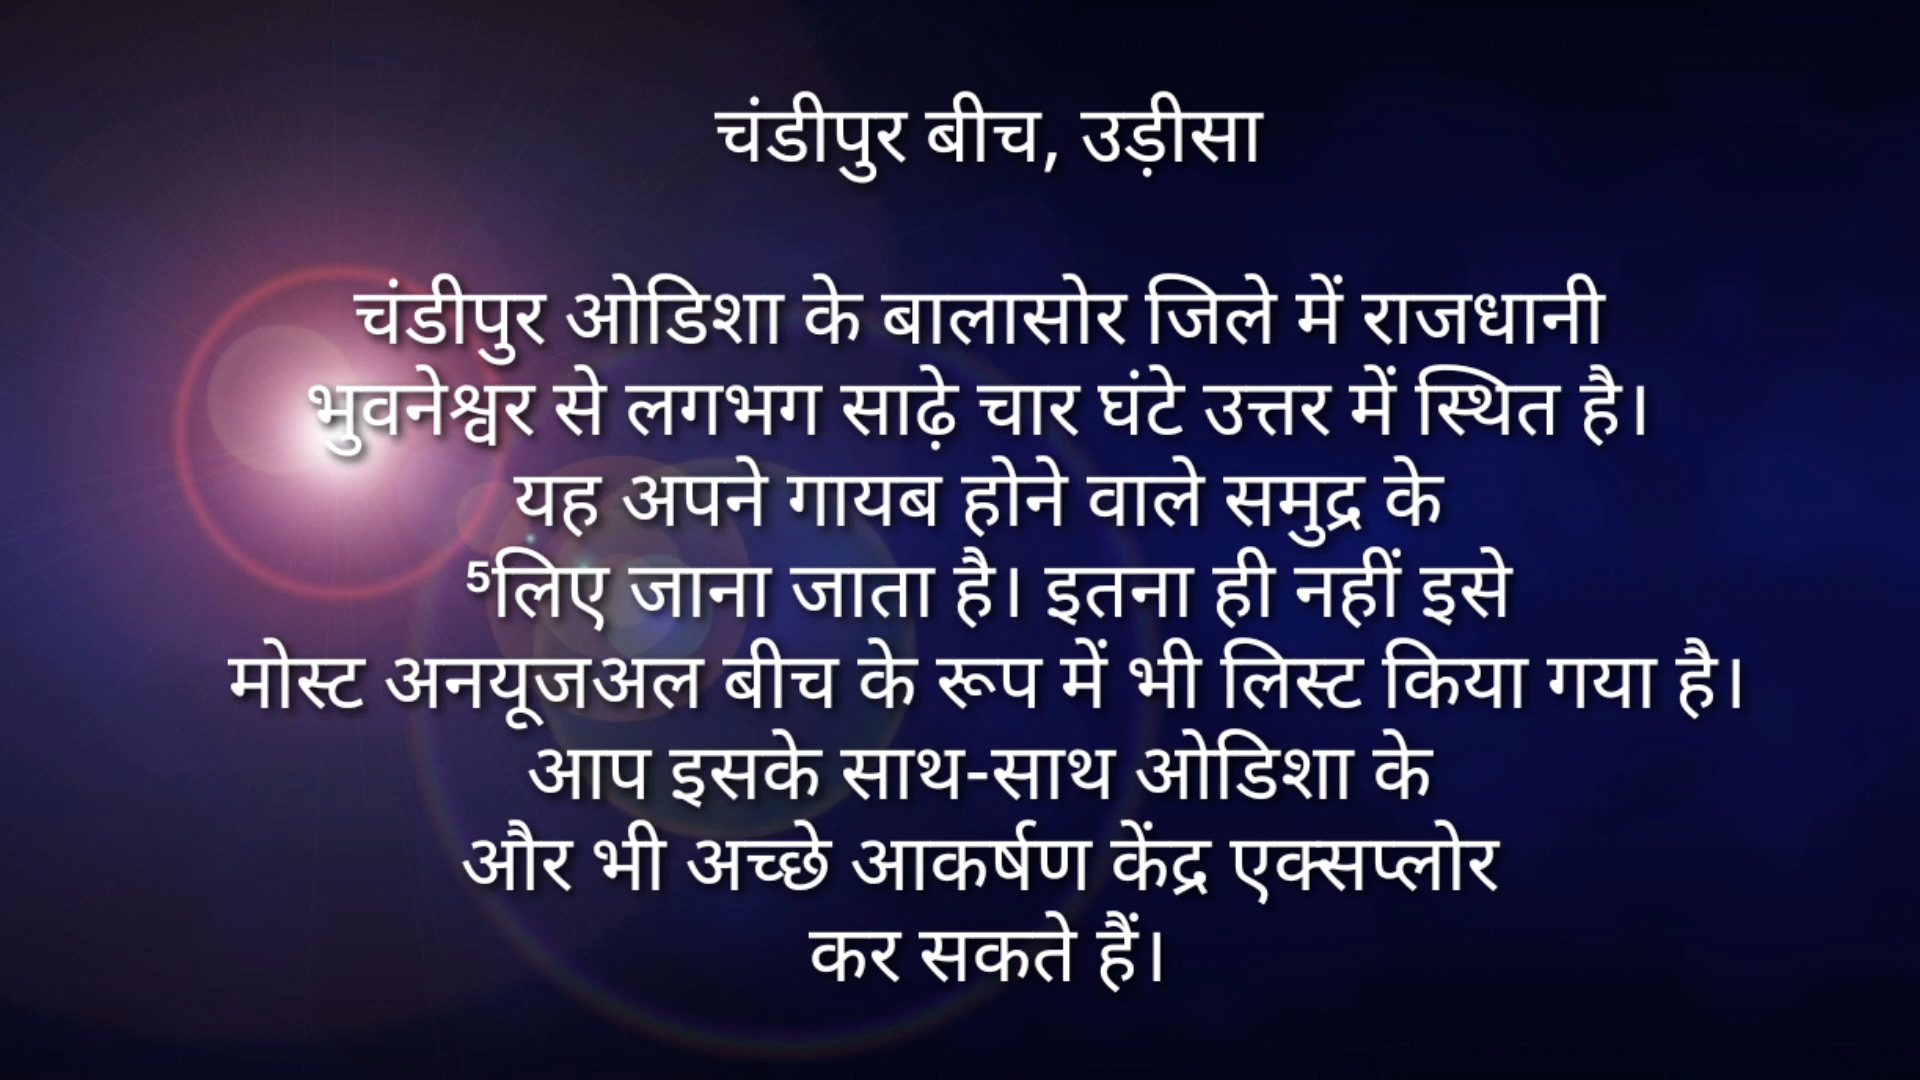 चंडीपुर बीच, उड़ीसा
चंडीपुर ओडिशा के बालासोर जिले में राजधानी
भुवनेश्वर से लगभग साढ़े चार घंटे उत्तर में स्थित है।
यह अपने गायब होने वाले समुद्र के
⁵लिए जाना जाता है। इतना ही नहीं इसे
मोस्ट अनयूजअल बीच के रूप में भी लिस्ट किया गया है।
आप इसके साथ-साथ ओडिशा के
और भी अच्छे आकर्षण केंद्र एक्सप्लोर
कर सकते हैं।